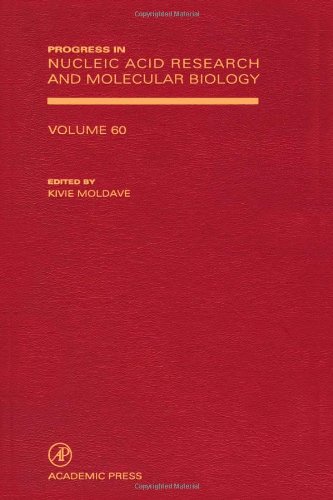 PROGRESS IN
NUCLEIC ACID RESEARCH
AND MOLECULAR BIOLOGY
VOLUME 60
EDITED BY
KIVIE MOLDAVE
AP
ACADEMIC PRESS